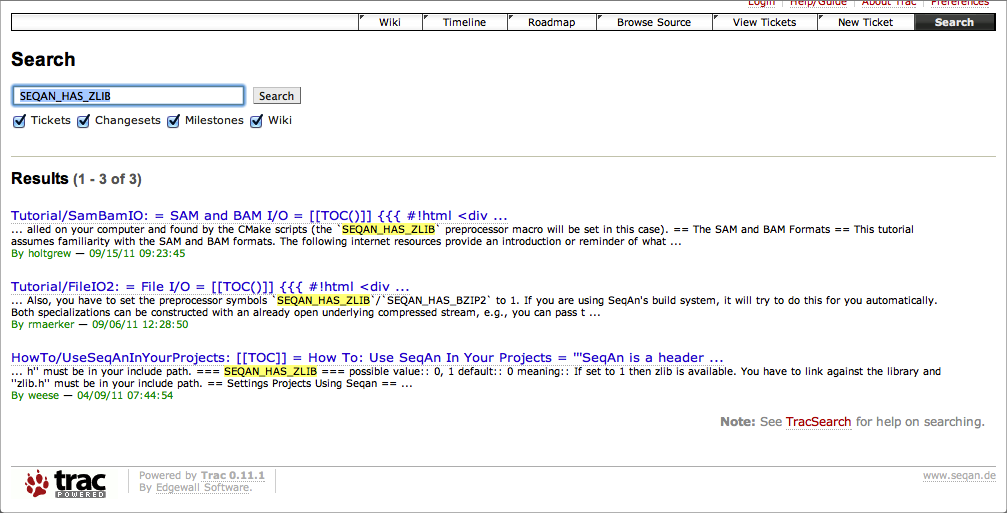 Login | Help/Guide | About Trac | Preferences
Wiki Timeline Roadmap Browse Source View Tickets New Ticket Search
Search
SEQAN_HAS_ZLIB Search
Tickets Changesets Milestones Wiki
Results (1 - 3 of 3)
Tutorial/SamBamIO: = SAM and BAM I/O = [[TOC()]] {{{ #!html <div ...
... alled on your computer and found by the CMake scripts (the `SEQAN_HAS_ZLIB` preprocessor macro will be set in this case). == The SAM and BAM Formats == This tutorial
assumes familiarity with the SAM and BAM formats. The following internet resources provide an introduction or reminder of what ...
By holtgrew — 09/15/11 09:23:45
Tutorial/FileIO2: = File I/O = [[TOC()]] {{{ #!html <div ...
... Also, you have to set the preprocessor symbols `SEQAN_HAS_ZLIB`/`SEQAN_HAS_BZIP2` to 1. If you are using SeqAn's build system, it will try to do this for you automatically.
Both specializations can be constructed with an already open underlying compressed stream, e.g., you can pass t ...
By rmaerker — 09/06/11 12:28:50
HowTo/UseSeqAnInYourProjects: [[TOC]] = How To: Use SeqAn In Your Projects = '''SeqAn is a header ...
... h'' must be in your include path. === SEQAN_HAS_ZLIB === possible value:: 0, 1 default:: 0 meaning:: If set to 1 then zlib is available. You have to link against the library and
''zlib.h'' must be in your include path. == Settings Projects Using Seqan == ...
By weese — 04/09/11 07:44:54
Note: See TracSearch for help on searching.
trac POWERED
Powered by Trac 0.11.1
By Edgewall Software.
www.seqan.de